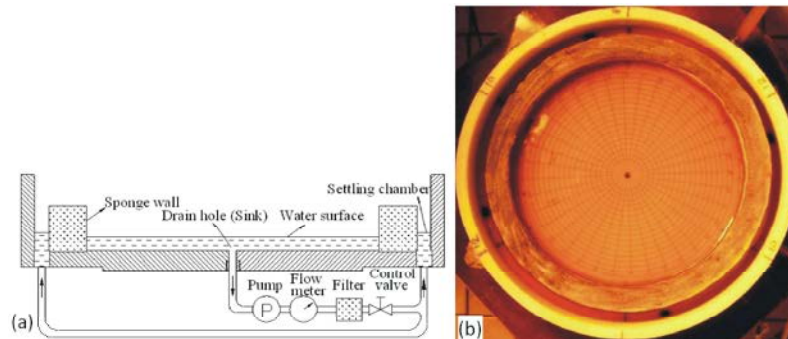 Settling chamber
Sponge wall
Drain hole (Sink) Water surface
Pump Flow meter Filter Control valve
P
(a)
(b)